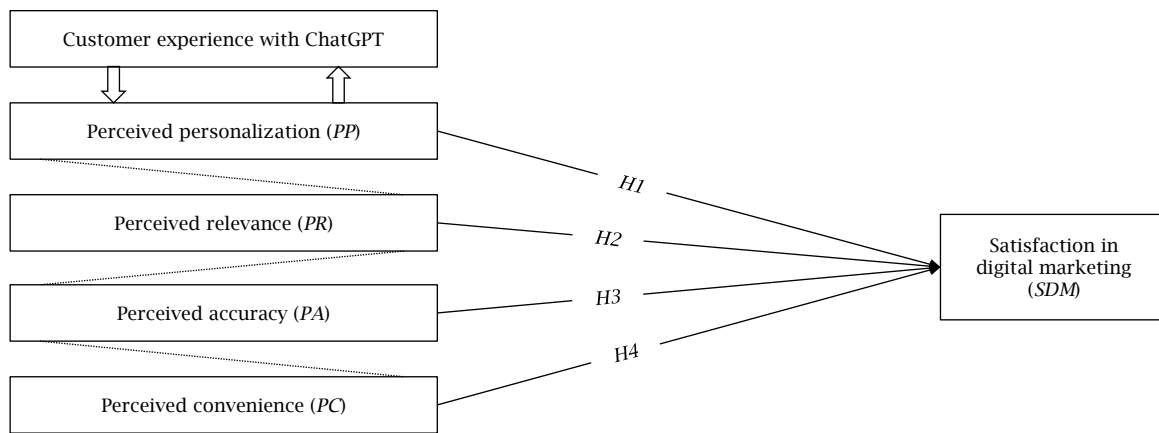 Customer experience with ChatGPT
Perceived personalization (PP)
H1
Perceived relevance (PR)
H2
Satisfaction in
digital marketing
(SDM)
Perceived accuracy (PA)
H3
H4
Perceived convenience (PC)